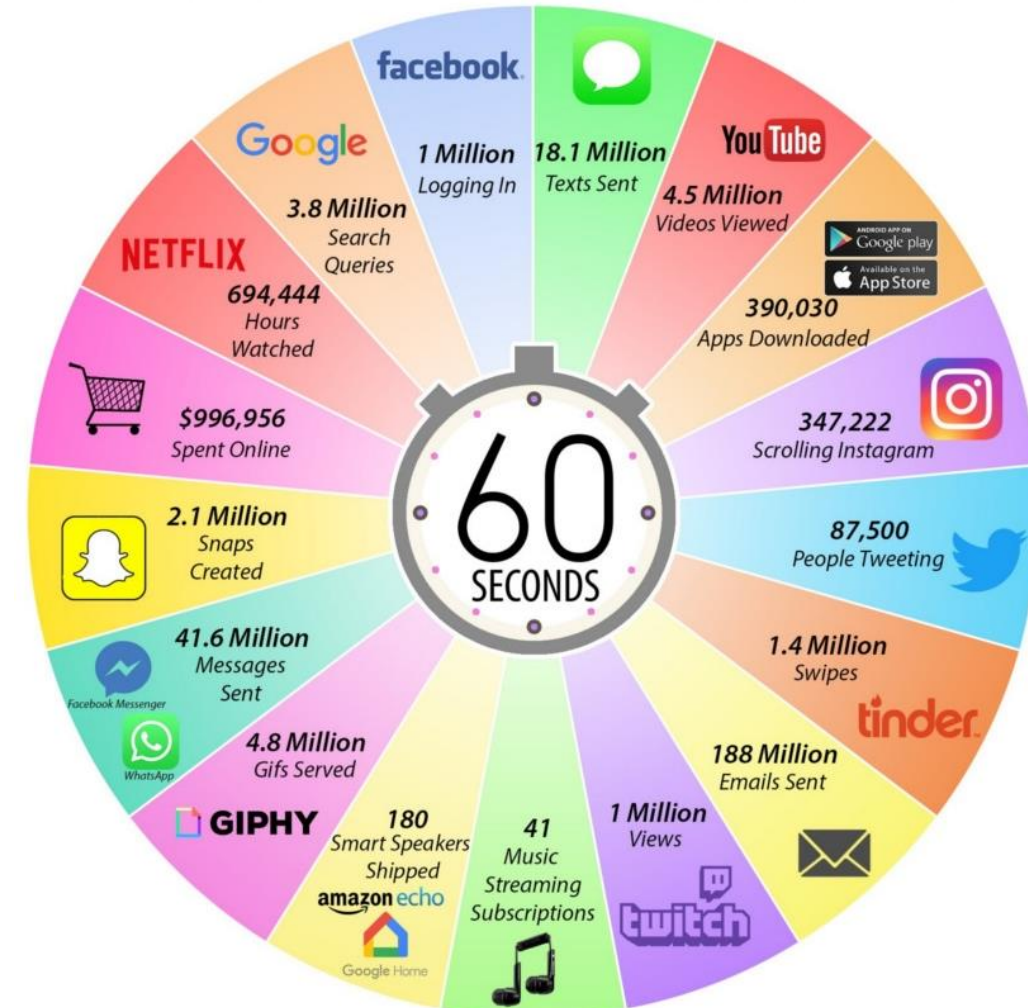 facebook
1 Million
Logging In
18.1 Million
Texts Sent
YouTube
4.5 Million
Videos Viewed
ANDROID APP ON
Google play
Available on the
App Store
390,030
Apps Downloaded
347,222
Scrolling Instagram
87,500
People Tweeting
1.4 Million
Swipes
tinder
188 Million
Emails Sent
1 Million
Views
twitch
41
Music
Streaming
Subscriptions
180
Smart Speakers
Shipped
amazon echo
Google Home
4.8 Million
Gifs Served
GIPHY
41.6 Million
Messages
Sent
Facebook Messenger
WhatsApp
2.1 Million
Snaps
Created
$996,956
Spent Online
NETFLIX
694,444
Hours
Watched
Google
3.8 Million
Search
Queries
60
SECONDS